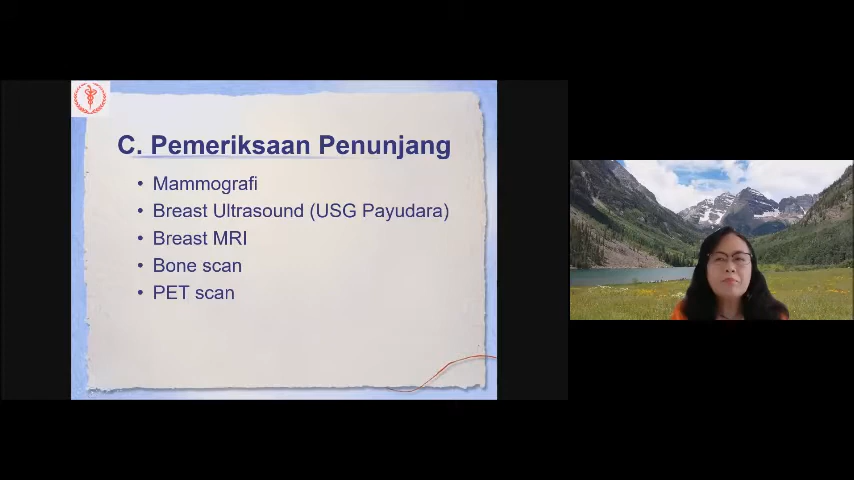 C. Pemeriksaan Penunjang
• Mammografi
• Breast Ultrasound (USG Payudara)
• Breast MRI
• Bone scan
• PET scan